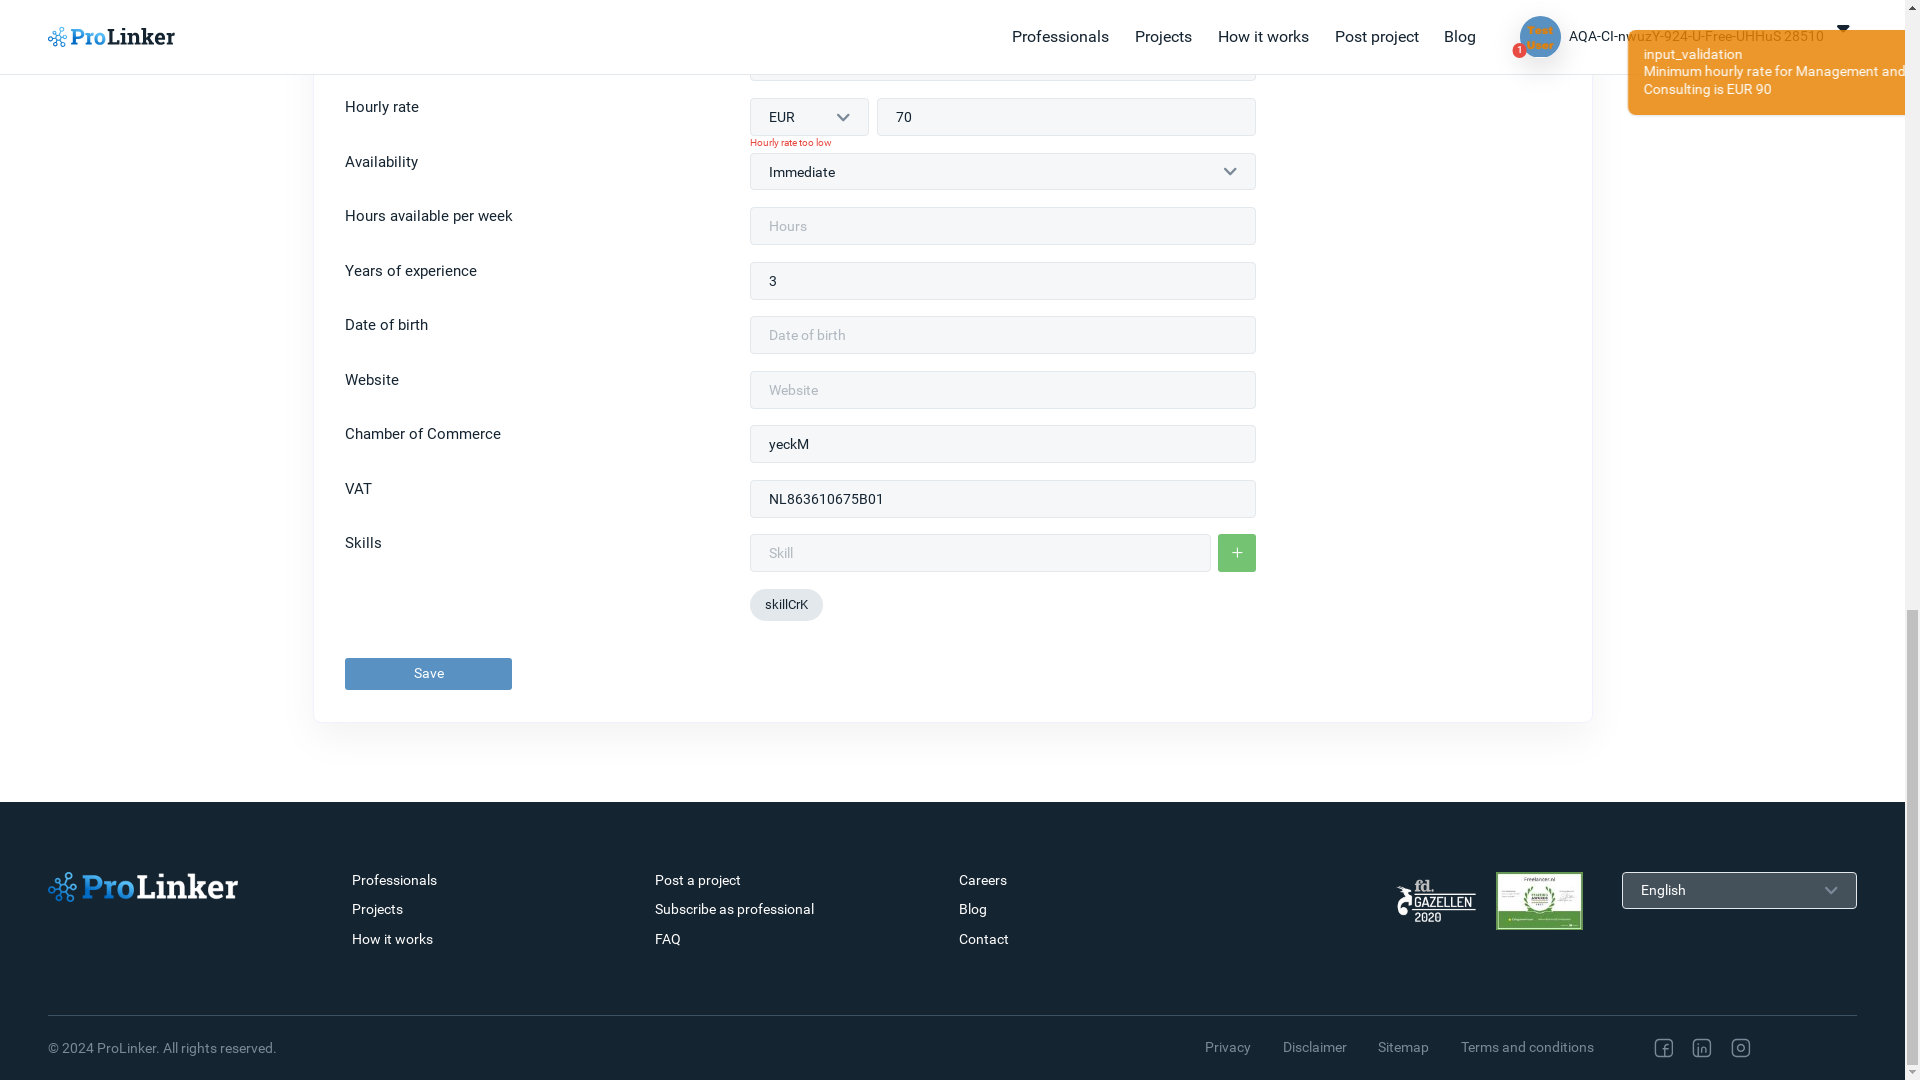 ProLinker
Professionals
Projects
How it works
Post project
Blog
Test
User
1
AQA-CI-nwuzY-924-U-Free-UHHuS 28510
input_validation
Minimum hourly rate for Management and
Consulting is EUR 90
Hourly rate
EUR
70
Hourly rate too low
Availability
Immediate
Hours available per week
Hours
Years of experience
3
Date of birth
Date of birth
Website
Website
Chamber of Commerce
yeckM
VAT
NL863610675B01
Skills
Skill
+
skillCrK
Save
ProLinker
Professionals
Projects
How it works
Post a project
Subscribe as professional
FAQ
Careers
Blog
Contact
fd.
GAZELLEN
2020
Freelancer.nl
English
© 2024 ProLinker. All rights reserved.
Privacy
Disclaimer
Sitemap
Terms and conditions